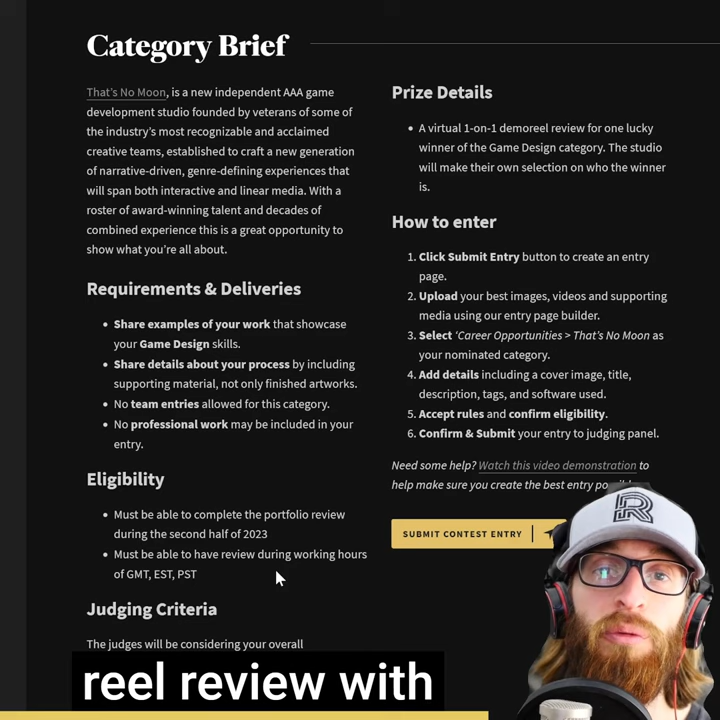 Category Brief
That's No Moon, is a new independent AAA game
development studio founded by veterans of some of
the industry's most recognizable and acclaimed
creative teams, established to craft a new generation
of narrative-driven, genre-defining experiences that
will span both interactive and linear media. With a
roster of award-winning talent and decades of
combined experience this is a great opportunity to
show what you're all about.
Requirements & Deliveries
• Share examples of your work that showcase
your Game Design skills.
• Share details about your process by including
supporting material, not only finished artworks.
• No team entries allowed for this category.
• No professional work may be included in your
entry.
Eligibility
• Must be able to complete the portfolio review
during the second half of 2023
• Must be able to have review during working hours
of GMT, EST, PST
Judging Criteria
The judges will be considering your overall
Prize Details
• A virtual 1-on-1 demoreel review for one lucky
winner of the Game Design category. The studio
will make their own selection on who the winner
is.
How to enter
1. Click Submit Entry button to create an entry
page.
2. Upload your best images, videos and supporting
media using our entry page builder.
3. Select 'Career Opportunities > That's No Moon as
your nominated category.
4. Add details including a cover image, title,
description, tags, and software used.
5. Accept rules and confirm eligibility.
6. Confirm & Submit your entry to judging panel.
Need some help? Watch this video demonstration to
help make sure you create the best entry
SUBMIT CONTEST ENTRY
R
reel review with